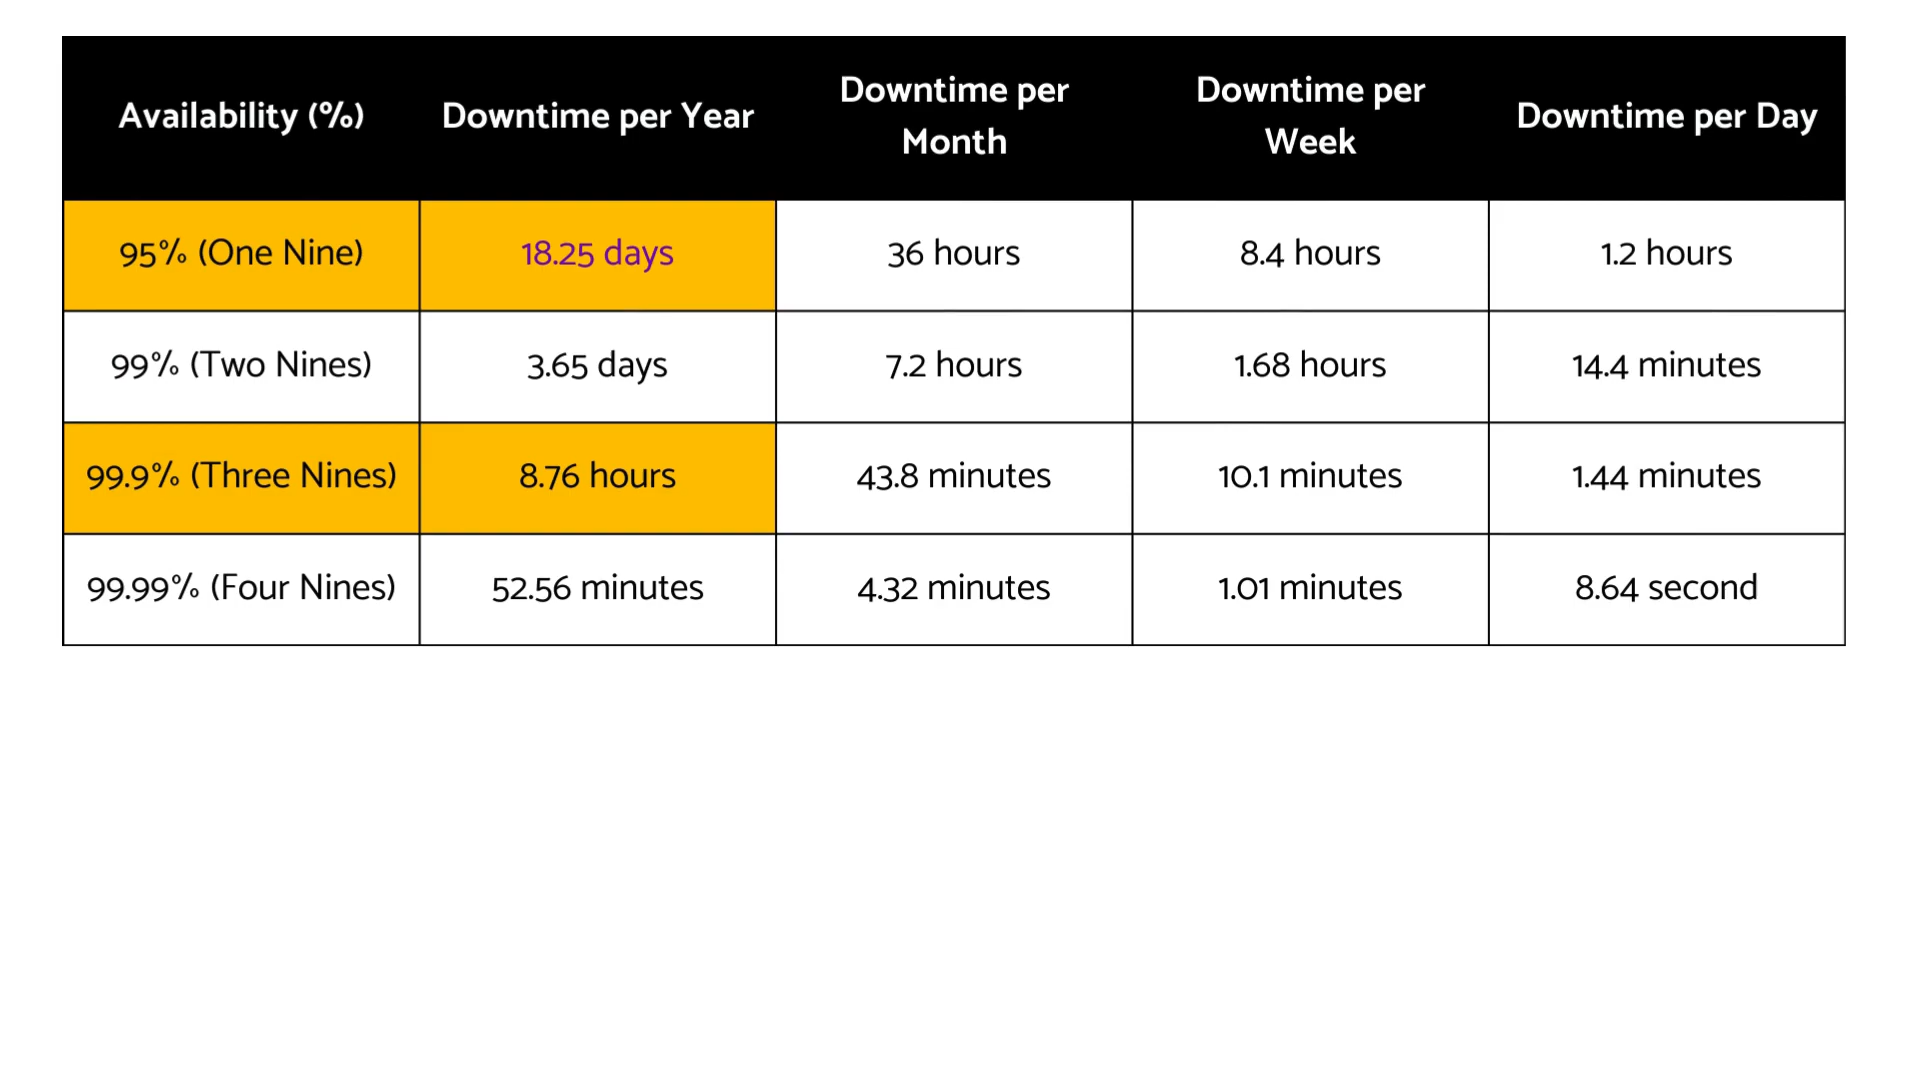 Availability (%)
Downtime per Year
Downtime per
Month
Downtime per
Week
Downtime per Day
95% (One Nine)
18.25 days
36 hours
8.4 hours
1.2 hours
99% (Two Nines)
3.65 days
7.2 hours
1.68 hours
14.4 minutes
99.9% (Three Nines)
8.76 hours
43.8 minutes
10.1 minutes
1.44 minutes
99.99% (Four Nines)
52.56 minutes
4.32 minutes
1.01 minutes
8.64 second